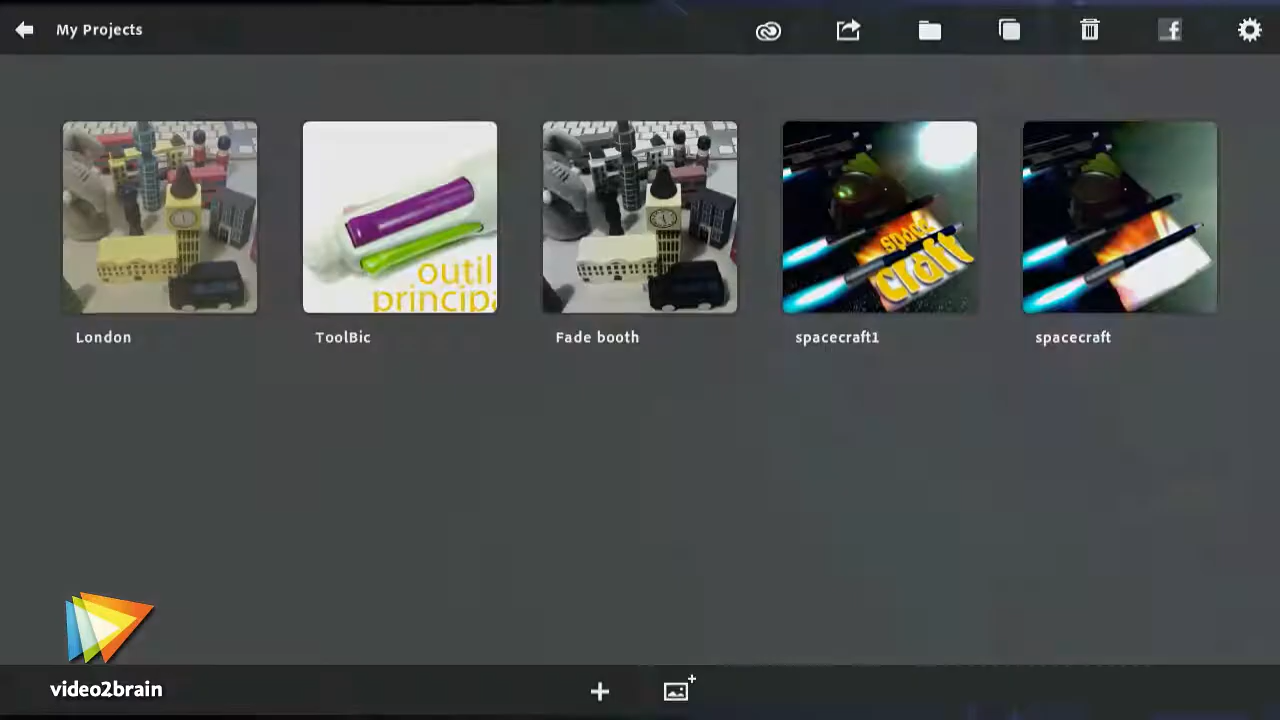 My Projects
outil
principa
space
craft
London
ToolBic
Fade booth
spacecraft1
spacecraft
video2brain